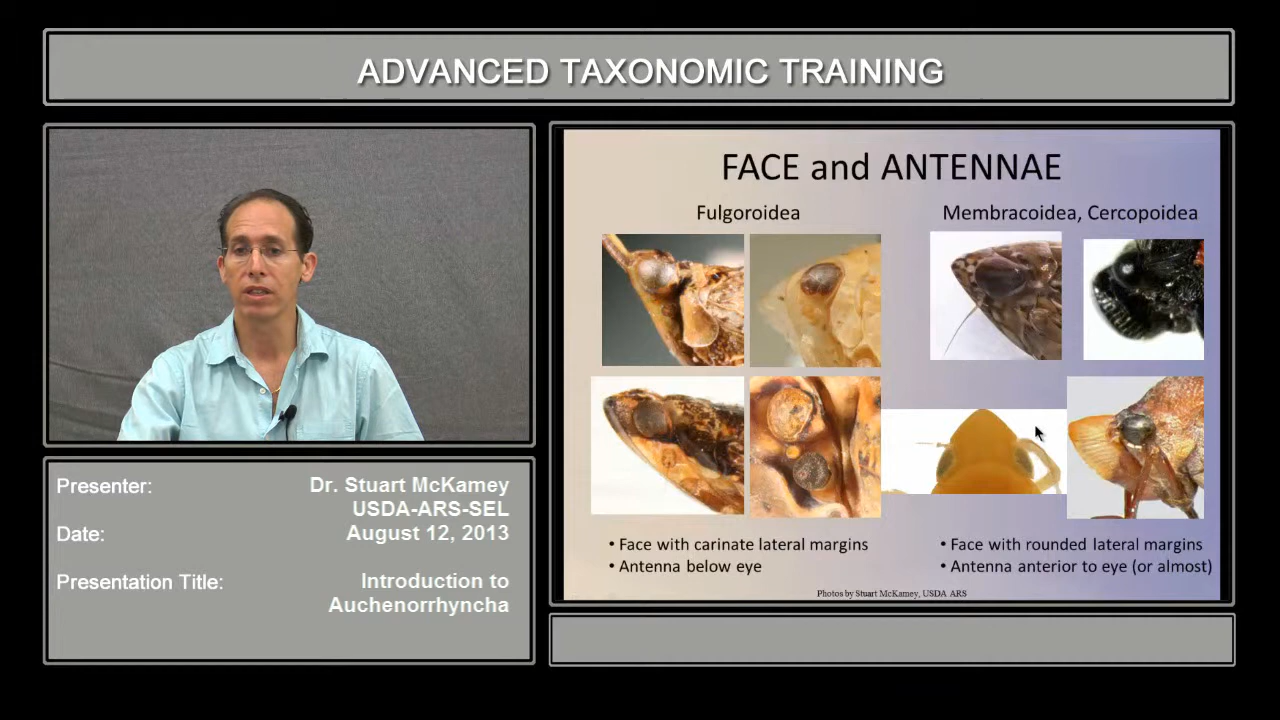 ADVANCED TAXONOMIC TRAINING
Presenter:
Dr. Stuart McKamey
USDA-ARS-SEL
Date:
August 12, 2013
Presentation Title:
Introduction to
Auchenorrhyncha
FACE and ANTENNAE
Fulgoroidea
Membracoidea, Cercopoidea
• Face with carinate lateral margins
• Antenna below eye
• Face with rounded lateral margins
• Antenna anterior to eye (or almost)
Photos by Stuart McKamey, USDA ARS